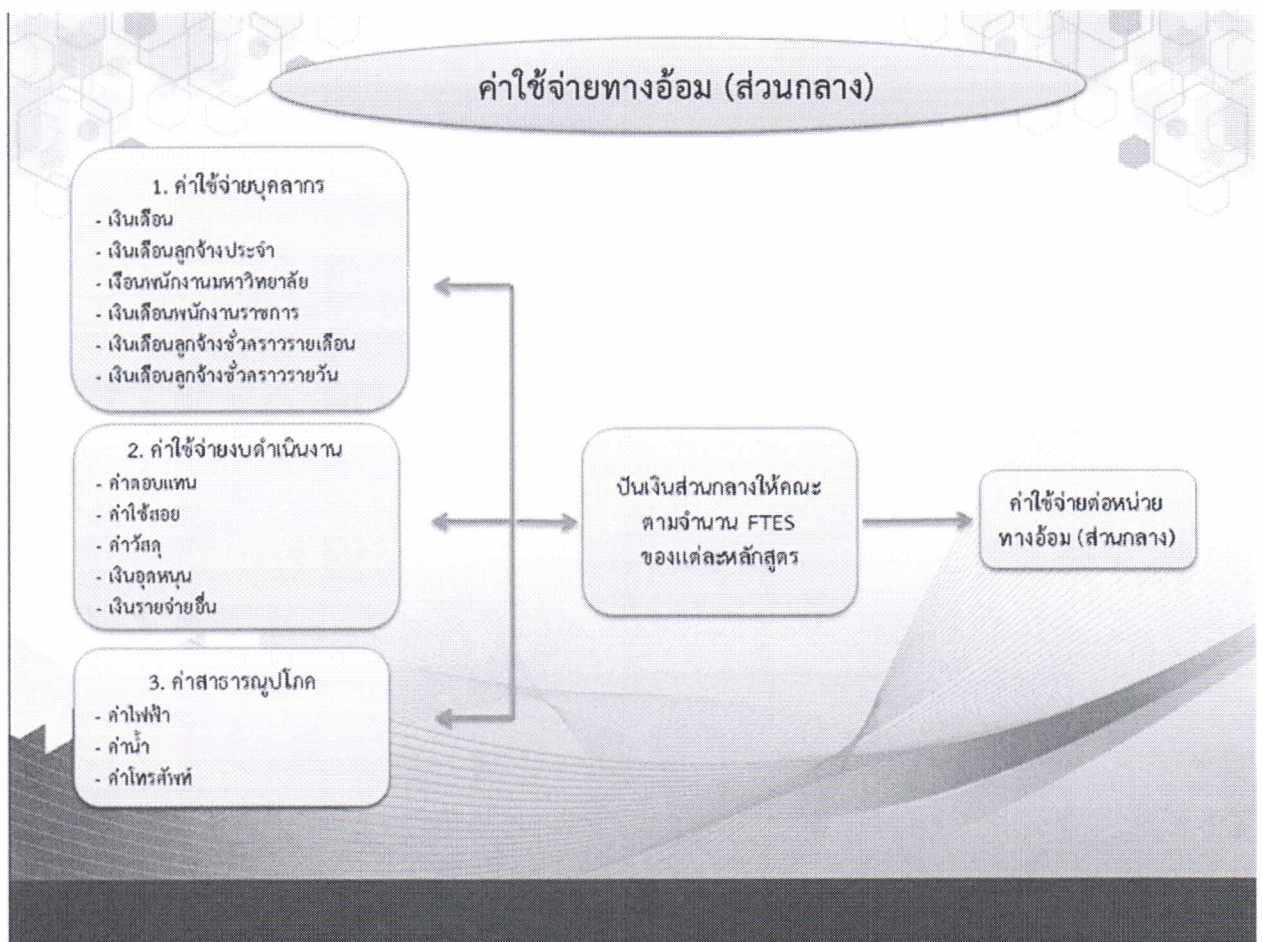 ค่าใช้จ่ายทางอ้อม (ส่วนกลาง)
1. ค่าใช้จ่ายบุคลากร
- เงินเดือน
- เงินเดือนลูกจ้างประจำ
- เงือนพนักงานมหาวิทยาลัย
- เงินเดือนพนักงานราชการ
- เงินเดือนลูกจ้างชั่วคราวรายเดือน
- เงินเดือนลูกจ้างชั่วคราวรายวัน
2. ค่าใช้จ่ายงบดำเนินงาน
- ค่าตอบแทน
- ค่าใช้สอย
- ค่าวัสดุ
- เงินอุดหนุน
- เงินรายจ่ายอื่น
3. ค่าสาธารณูปโภค
- ค่าไฟฟ้า
- ค่าน้ำ
- ค่าโทรศัพท์
ปันเงินส่วนกลางให้คณะ
ตามจำนวน FTES
ของแต่ละหลักสูตร
ค่าใช้จ่ายต่อหน่วย
ทางอ้อม (ส่วนกลาง)